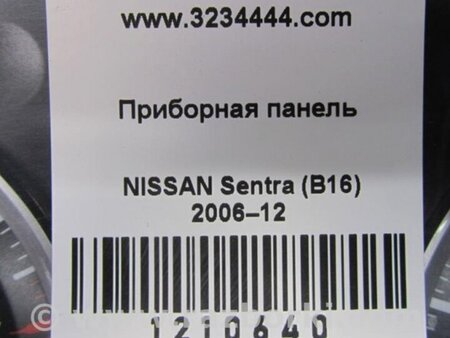 www.3234444.com
Приборная панель
NISSAN Sentra (B16)
2006–12
1210640